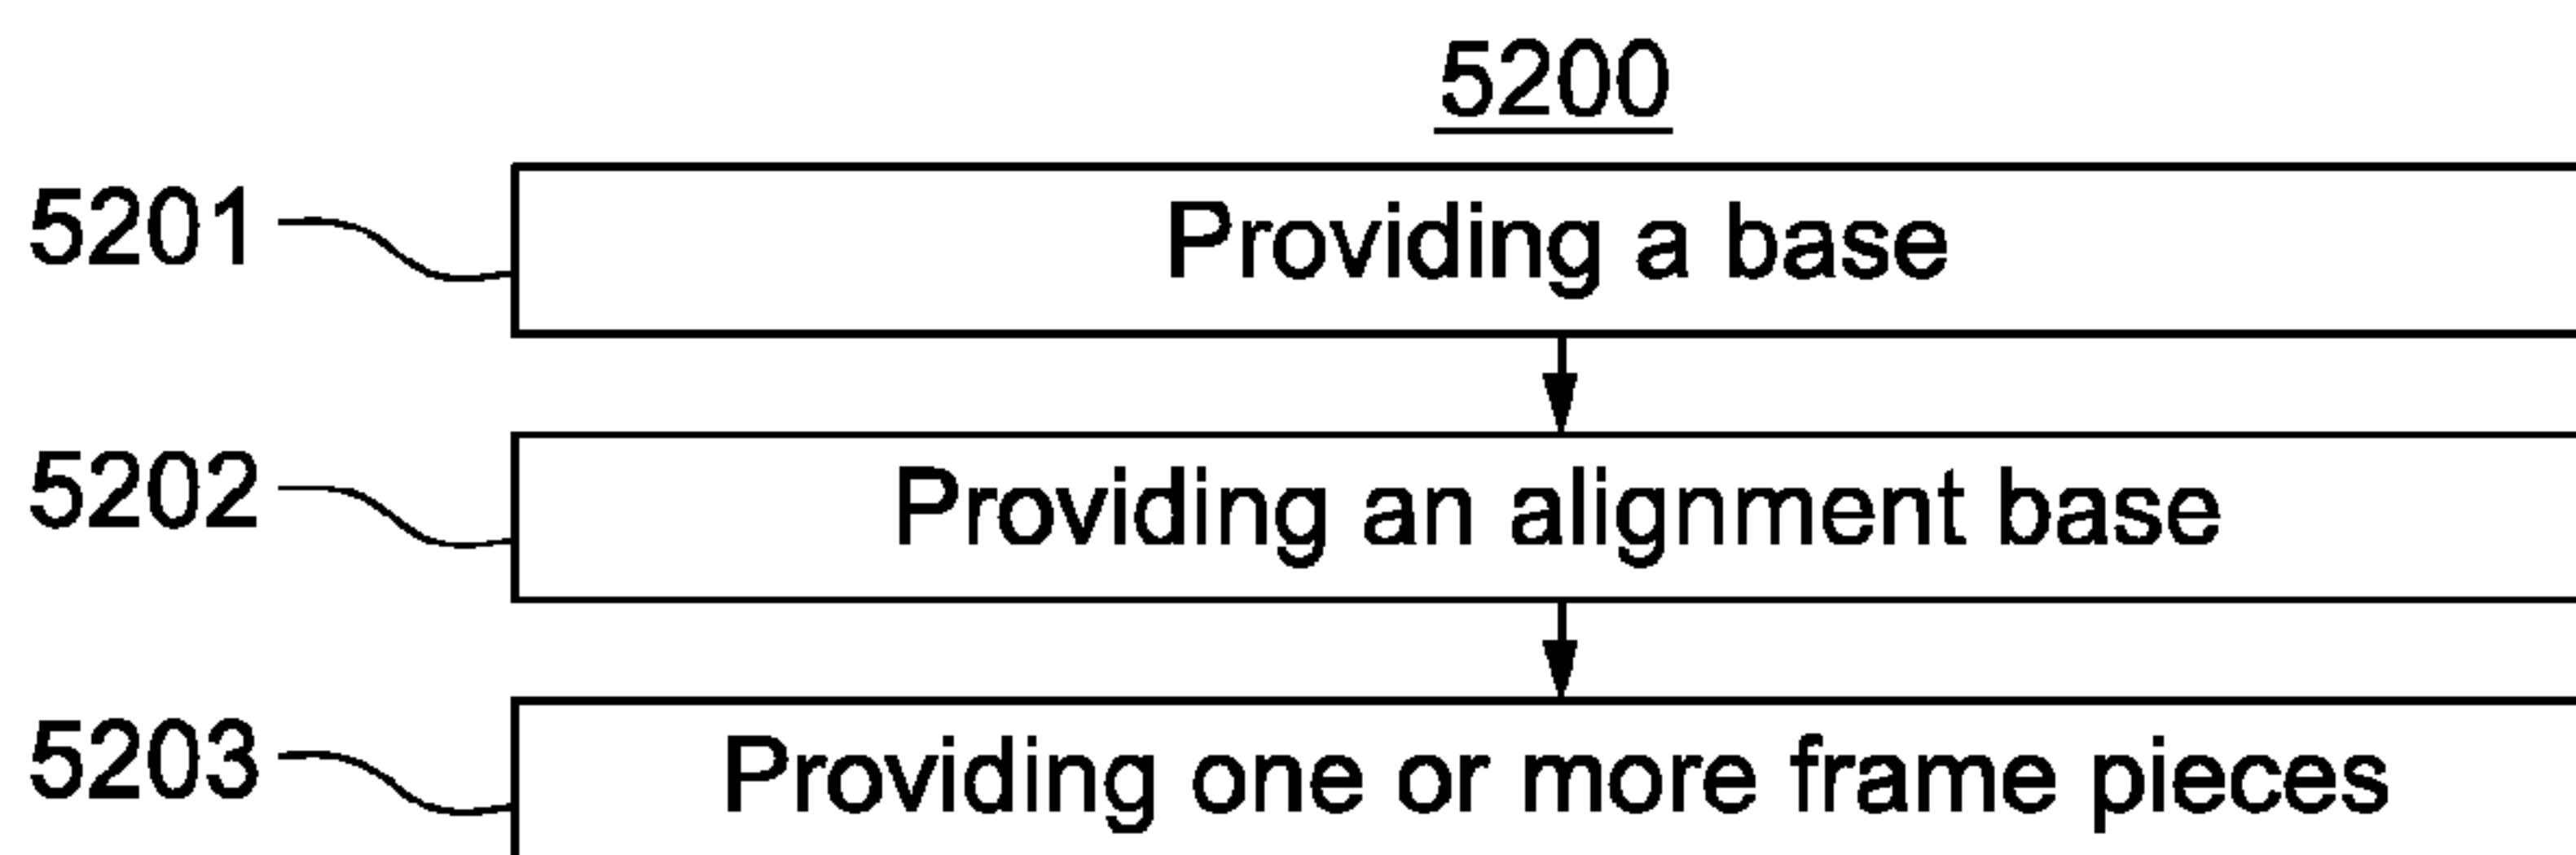 5200
5201 Providing a base
5202 Providing an alignment base
5203 Providing one or more frame pieces